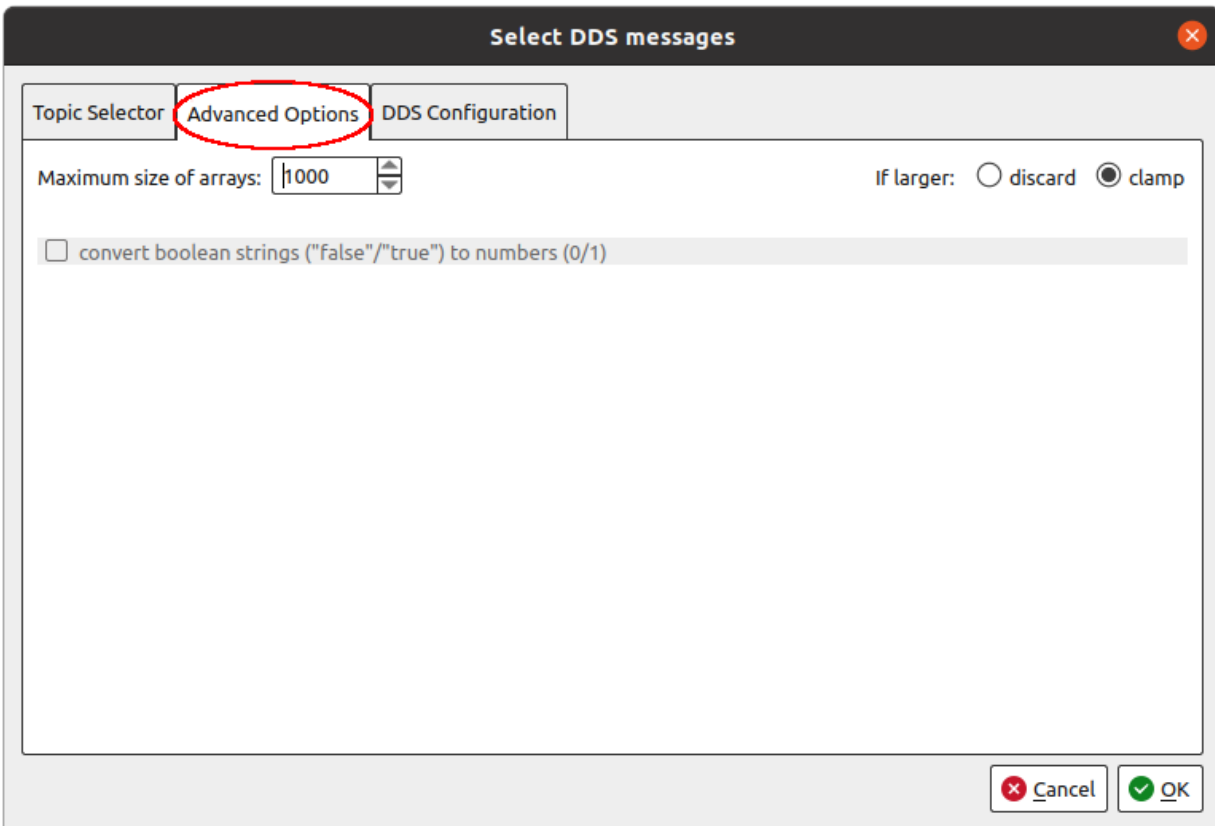 Select DDS messages
Topic Selector Advanced Options DDS Configuration
Maximum size of arrays: 1000 If larger: discard clamp
convert boolean strings ("false"/"true") to numbers (0/1)
Cancel OK